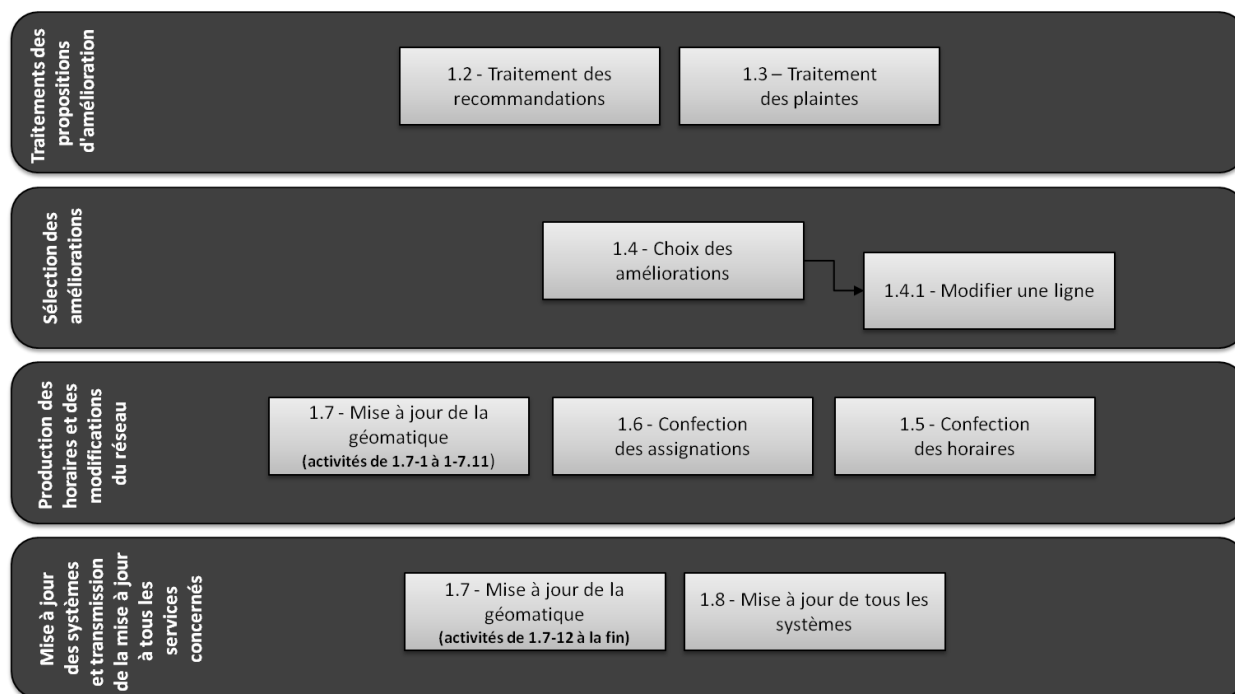 Traitements des
propositions
d'amélioration
1.2 - Traitement des
recommandations
1.3 – Traitement
des plaintes
Sélection des
améliorations
1.4 - Choix des
améliorations
1.4.1 - Modifier une ligne
Production des
horaires et des
modifications
du réseau
1.7 - Mise à jour de la
géomatique
(activités de 1.7-1 à 1-7.11)
1.6 - Confection
des assignations
1.5 - Confection
des horaires
Mise à jour
des systèmes
et transmission
de la mise à jour
à tous les
services
concernés
1.7 - Mise à jour de la
géomatique
(activités de 1.7-12 à la fin)
1.8 - Mise à jour de tous les
systèmes